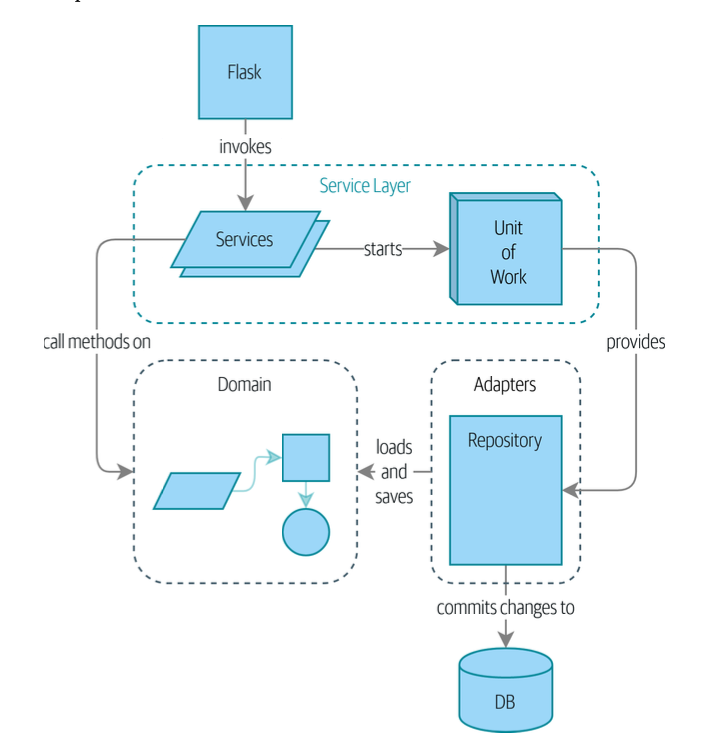 Flask
invokes
Service Layer
Services
starts
Unit
of
Work
call methods on
provides
Domain
Adapters
Repository
loads
and
saves
commits changes to
DB